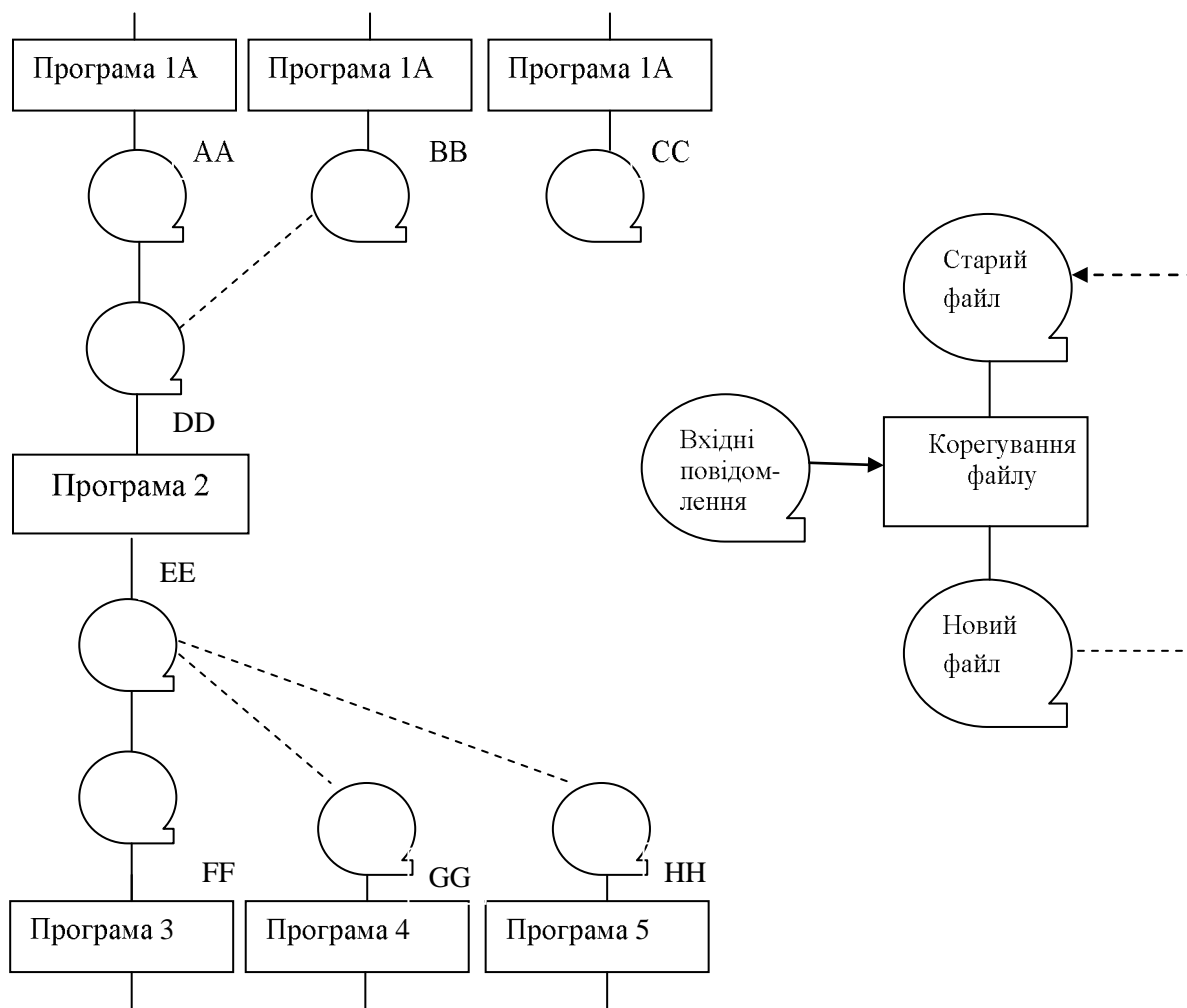 Програма 1А
Програма 1А
Програма 1А
АА
ВВ
СС
Старий
файл
DD
Вхідні
повідом-
лення
Корегування
файлу
Програма 2
ЕЕ
Новий
файл
FF
GG
НН
Програма 3
Програма 4
Програма 5